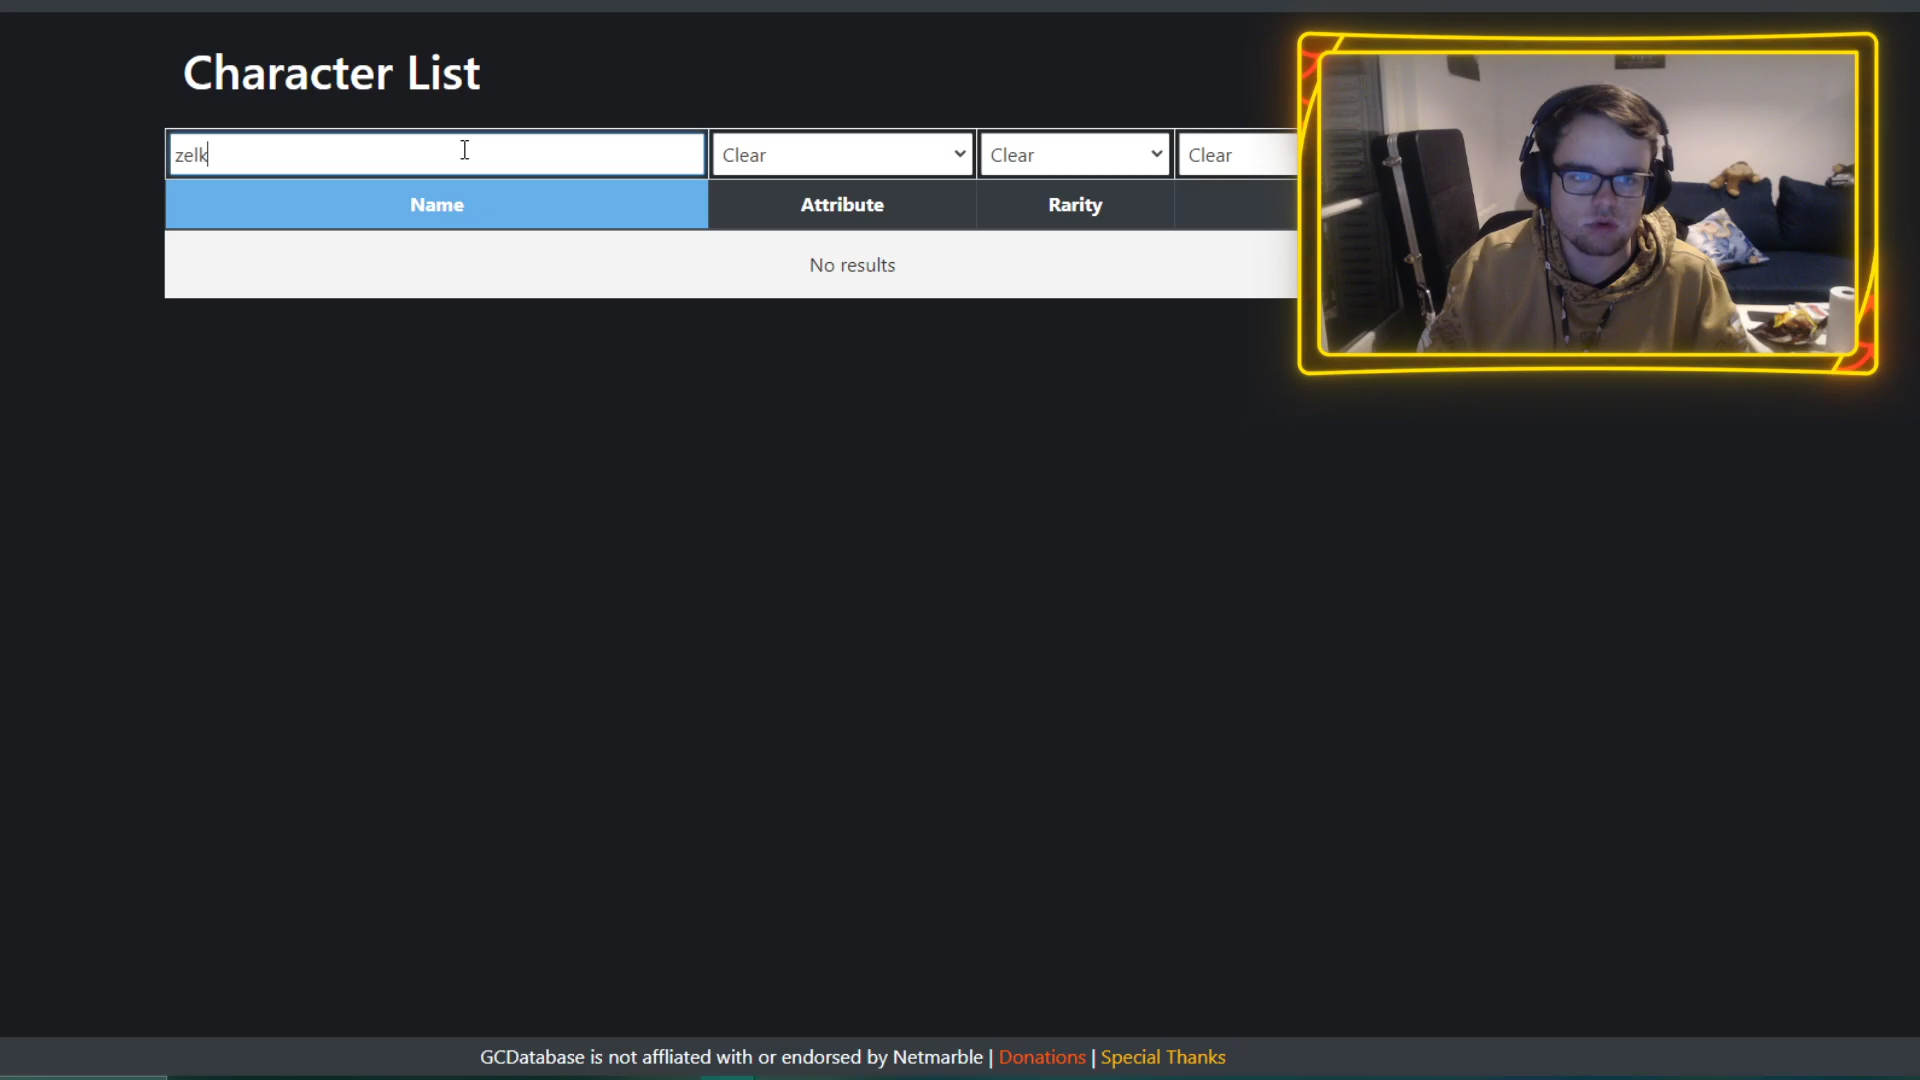 Character List
zelk
Clear
Clear
Clear
Name
Attribute
Rarity
No results
GCDatabase is not affliated with or endorsed by Netmarble | Donations | Special Thanks